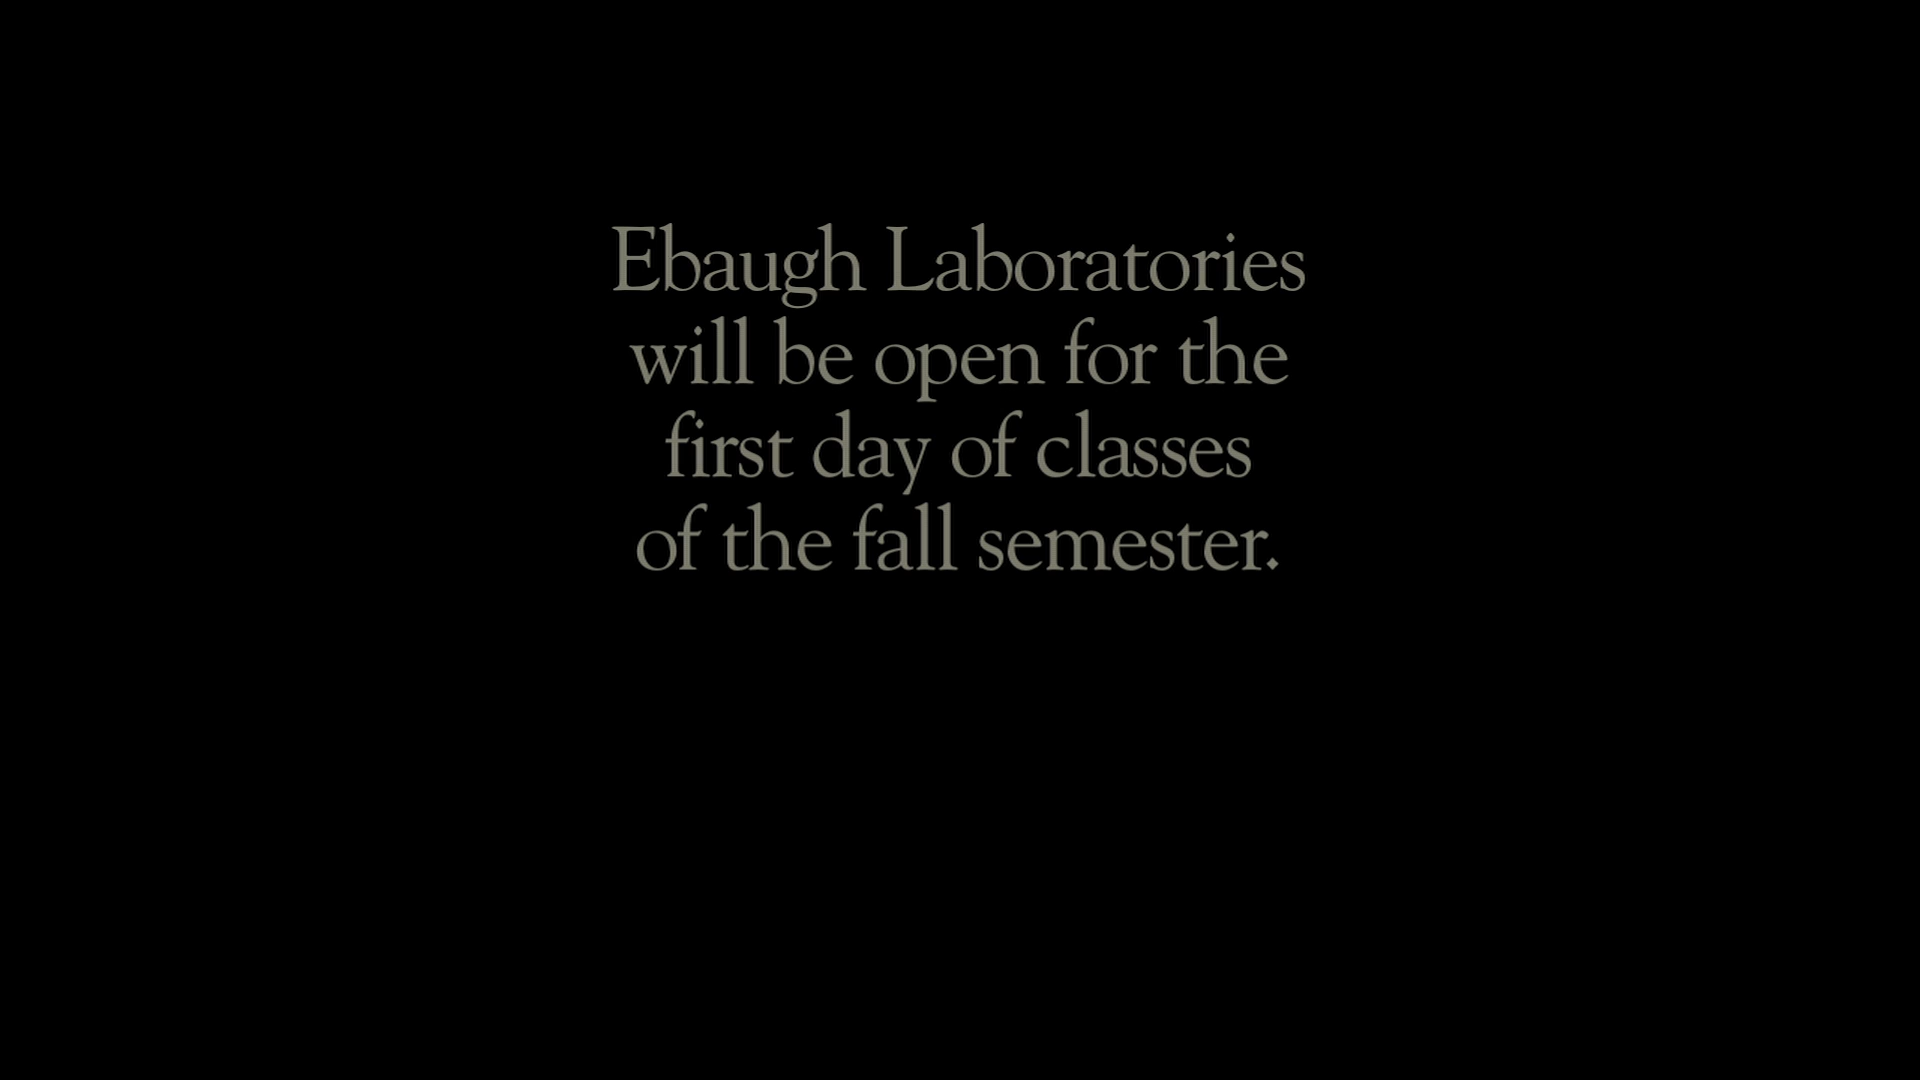 Ebaugh Laboratories
will be open for the
first day of classes
of the fall semester.